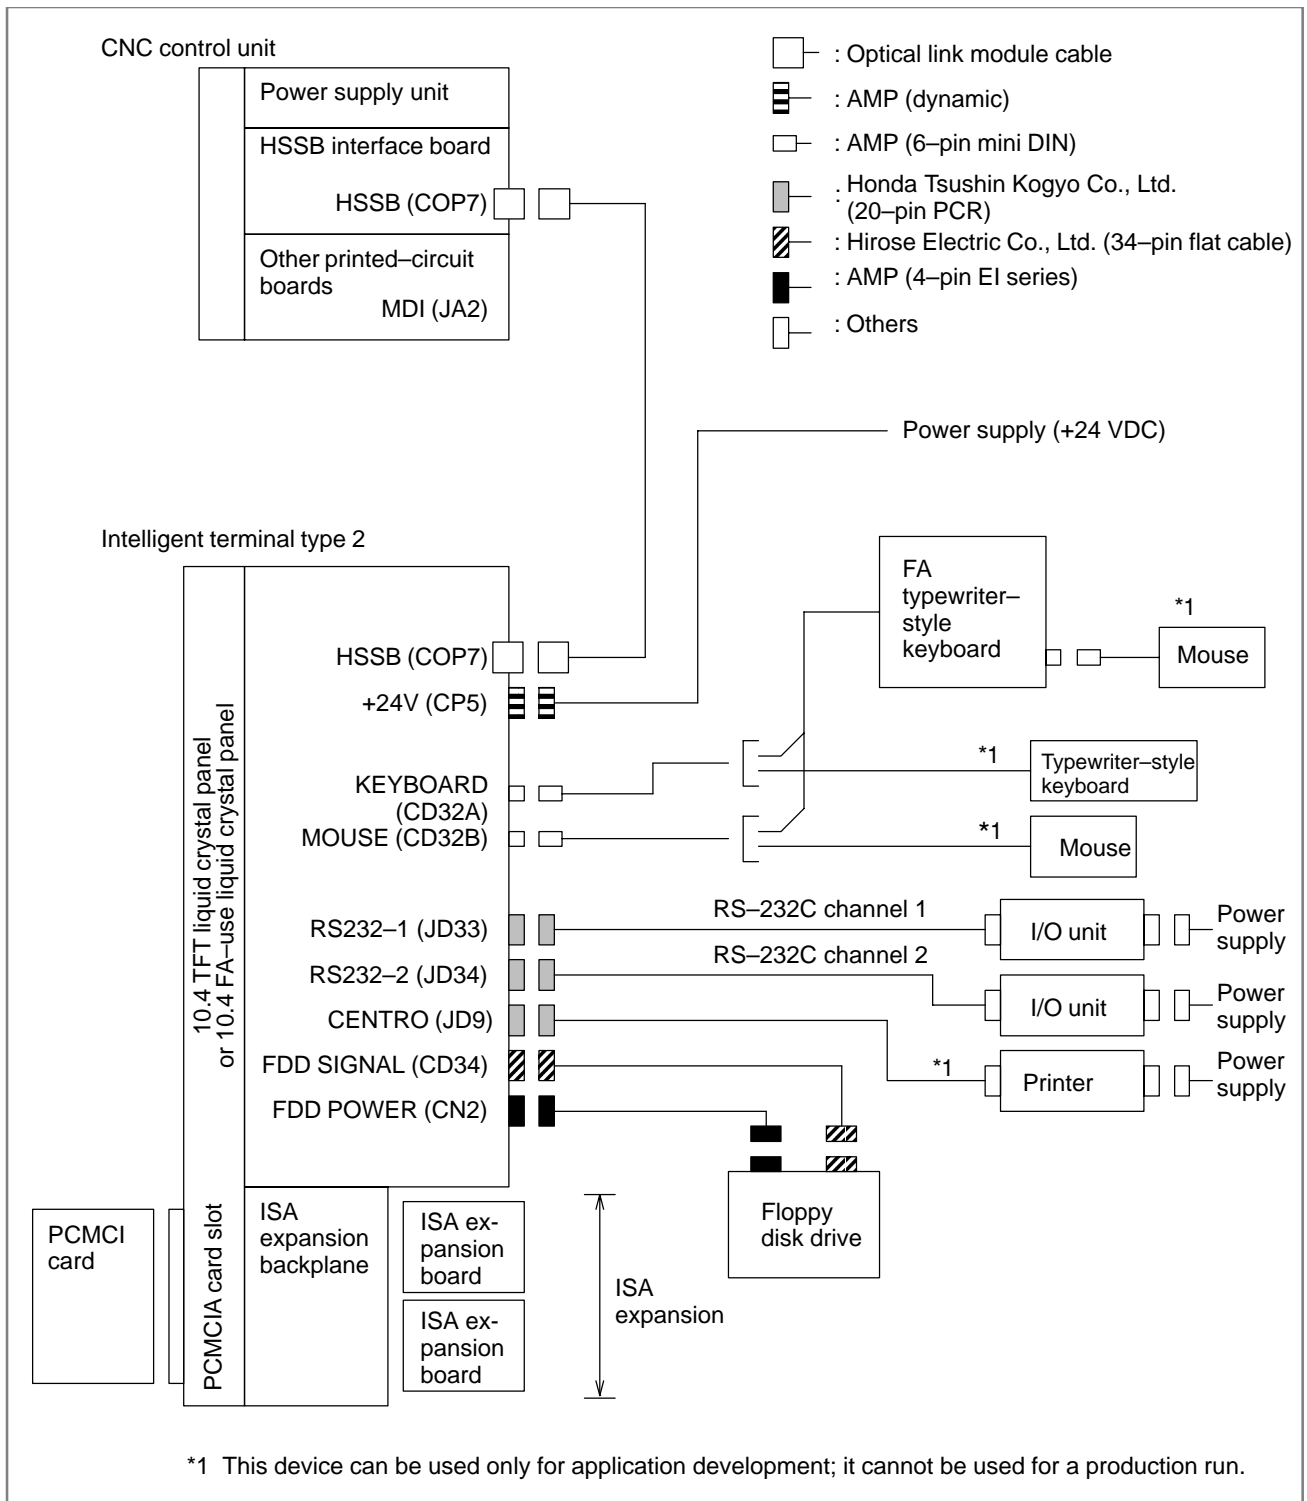 CNC control unit
Power supply unit
HSSB interface board
HSSB (COP7)
Other printed–circuit
boards
MDI (JA2)
: Optical link module cable
: AMP (dynamic)
: AMP (6–pin mini DIN)
: Honda Tsushin Kogyo Co., Ltd.
(20–pin PCR)
: Hirose Electric Co., Ltd. (34–pin flat cable)
: AMP (4–pin EI series)
: Others
Power supply (+24 VDC)
Intelligent terminal type 2
10.4 TFT liquid crystal panel
or 10.4 FA–use liquid crystal panel
HSSB (COP7)
+24V (CP5)
KEYBOARD
(CD32A)
MOUSE (CD32B)
RS232–1 (JD33)
RS232–2 (JD34)
CENTRO (JD9)
FDD SIGNAL (CD34)
FDD POWER (CN2)
FA
typewriter–
style
keyboard
*1
Mouse
*1
Typewriter–style
keyboard
*1
Mouse
RS–232C channel 1
I/O unit
Power
supply
RS–232C channel 2
I/O unit
Power
supply
*1
Printer
Power
supply
Floppy
disk drive
PCMCI
card
PCMCIA card slot
ISA
expansion
backplane
ISA ex-
pansion
board
ISA ex-
pansion
board
ISA
expansion
*1 This device can be used only for application development; it cannot be used for a production run.